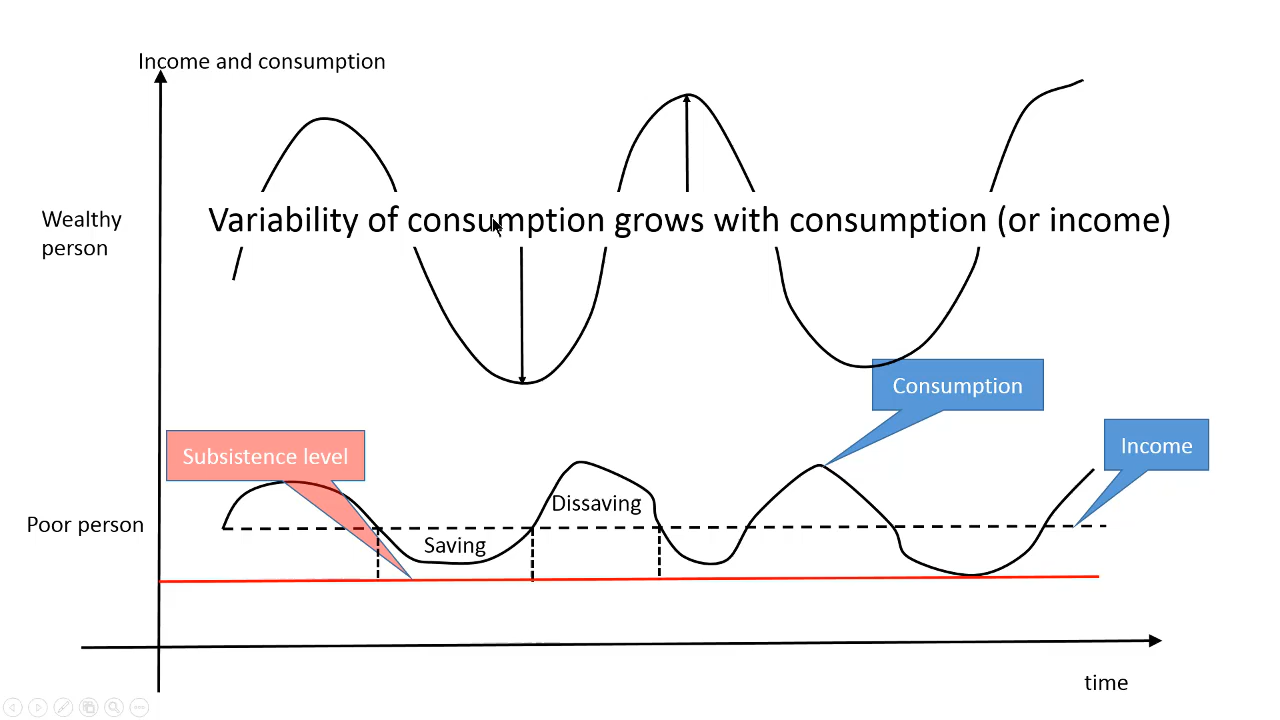 Income and consumption
Wealthy
person
Variability of consumption grows with consumption (or income)
Consumption
Income
Subsistence level
Dissaving
Poor person
Saving
time